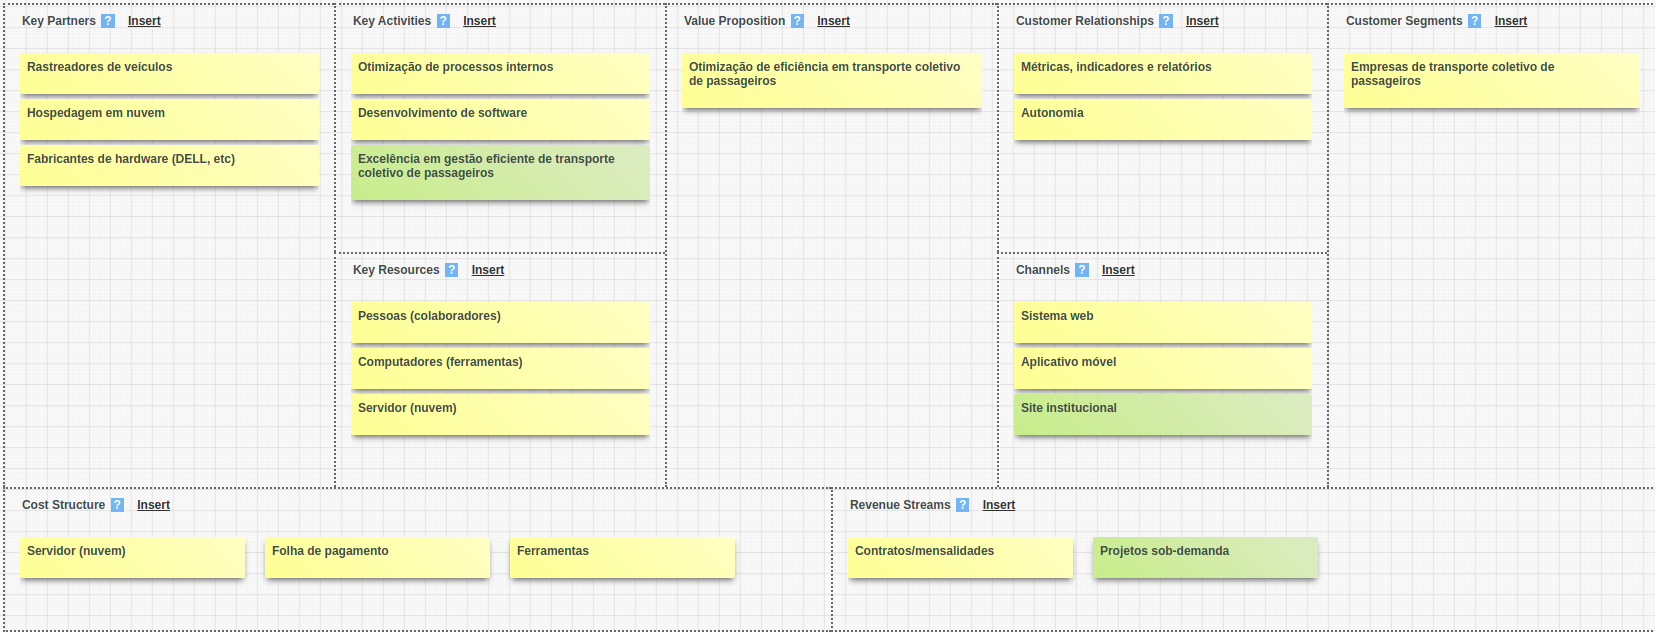 Key Partners ? Insert
Rastreadores de veículos
Hospedagem em nuvem
Fabricantes de hardware (DELL, etc)
Key Activities ? Insert
Otimização de processos internos
Desenvolvimento de software
Excelência em gestão eficiente de transporte
coletivo de passageiros
Key Resources ? Insert
Pessoas (colaboradores)
Computadores (ferramentas)
Servidor (nuvem)
Value Proposition ? Insert
Otimização de eficiência em transporte coletivo
de passageiros
Customer Relationships ? Insert
Métricas, indicadores e relatórios
Autonomia
Channels ? Insert
Sistema web
Aplicativo móvel
Site institucional
Customer Segments ? Insert
Empresas de transporte coletivo de
passageiros
Cost Structure ? Insert
Servidor (nuvem)
Folha de pagamento
Ferramentas
Revenue Streams ? Insert
Contratos/mensalidades
Projetos sob-demanda